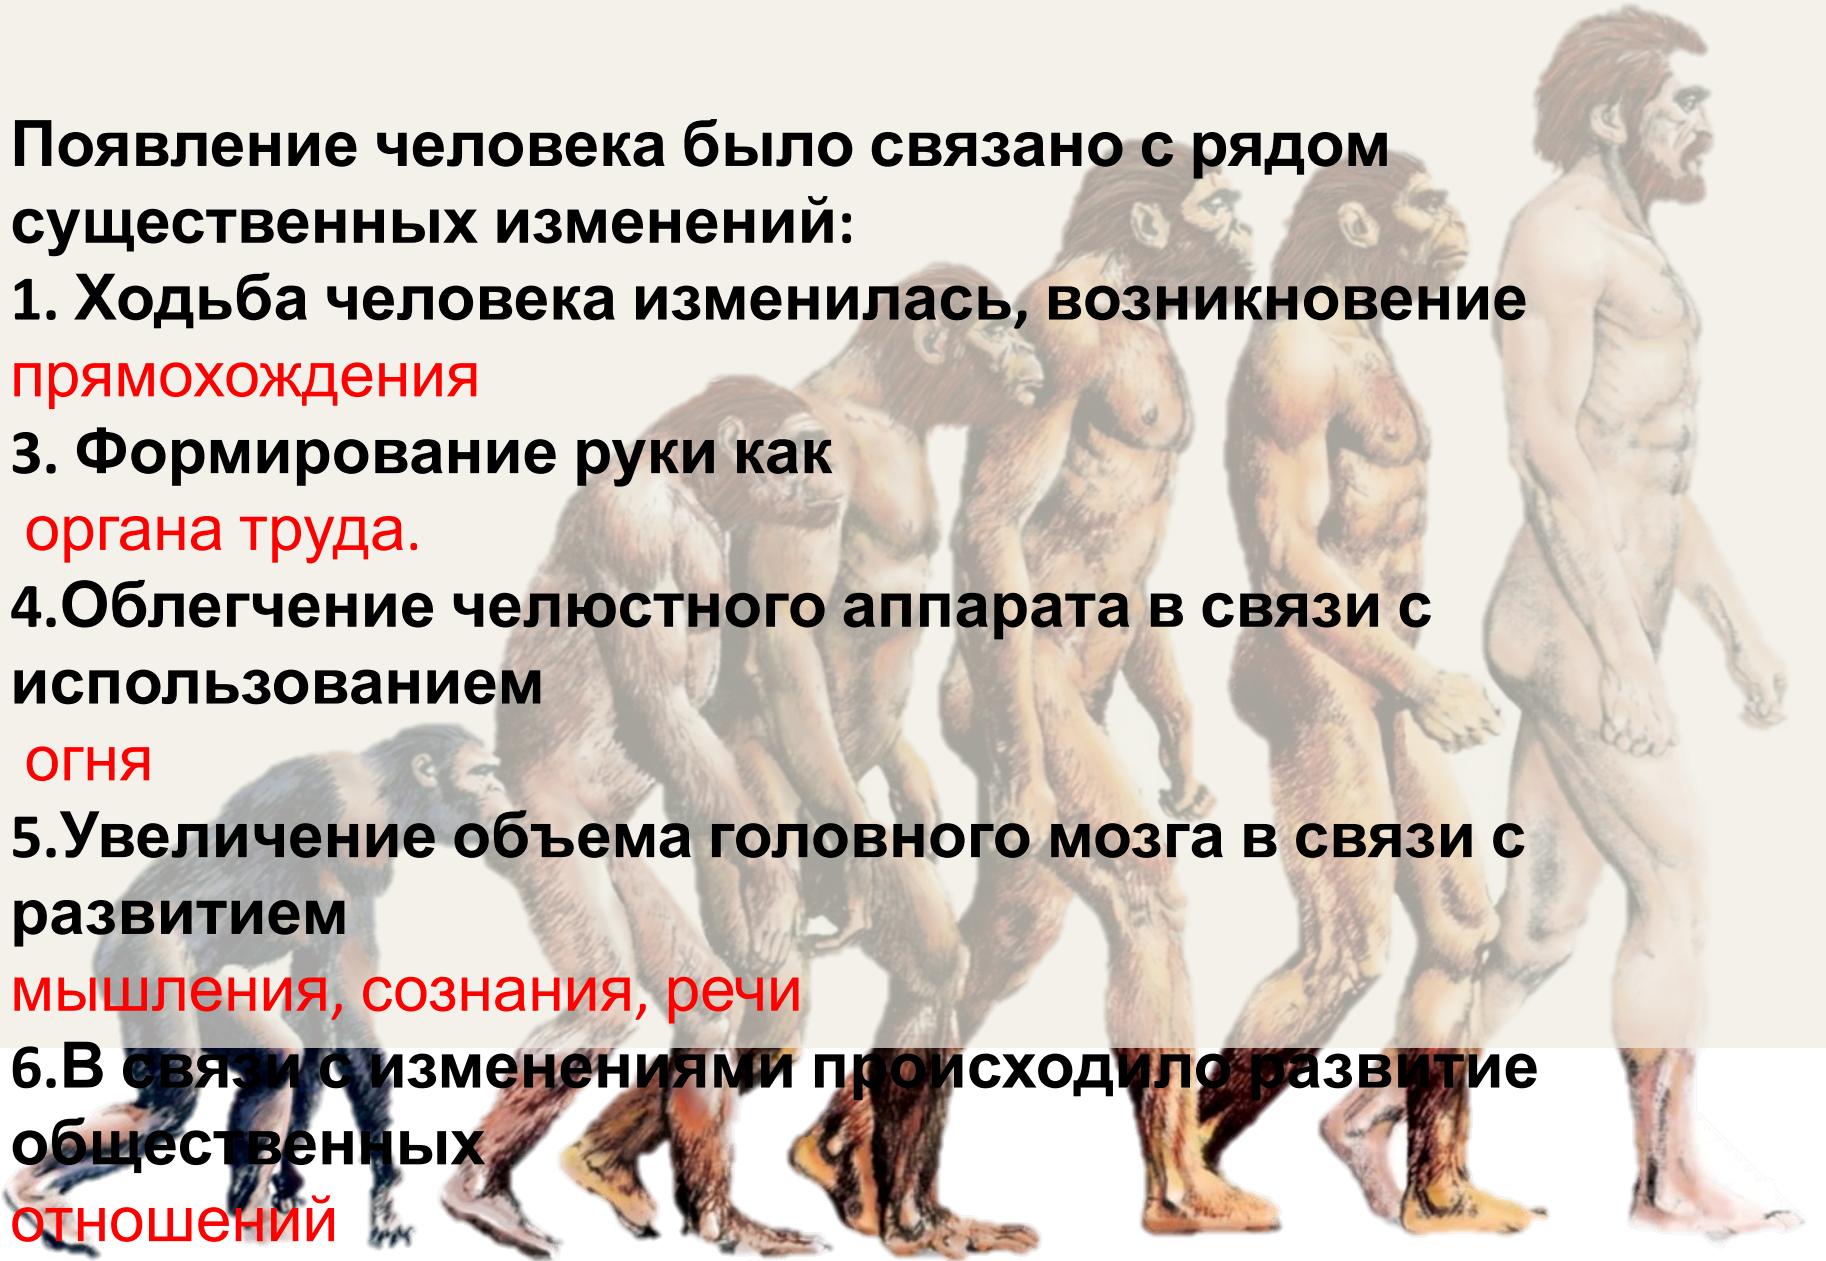 Появление человека было связано с рядом
существенных изменений:
1. Ходьба человека изменилась, возникновение
прямохождения
3. Формирование руки как
органа труда.
4.Облегчение челюстного аппарата в связи с
использованием
огня
5.Увеличение объема головного мозга в связи с
развитием
мышления, сознания, речи
6.В связи с изменениями происходило развитие
общественных
отношений